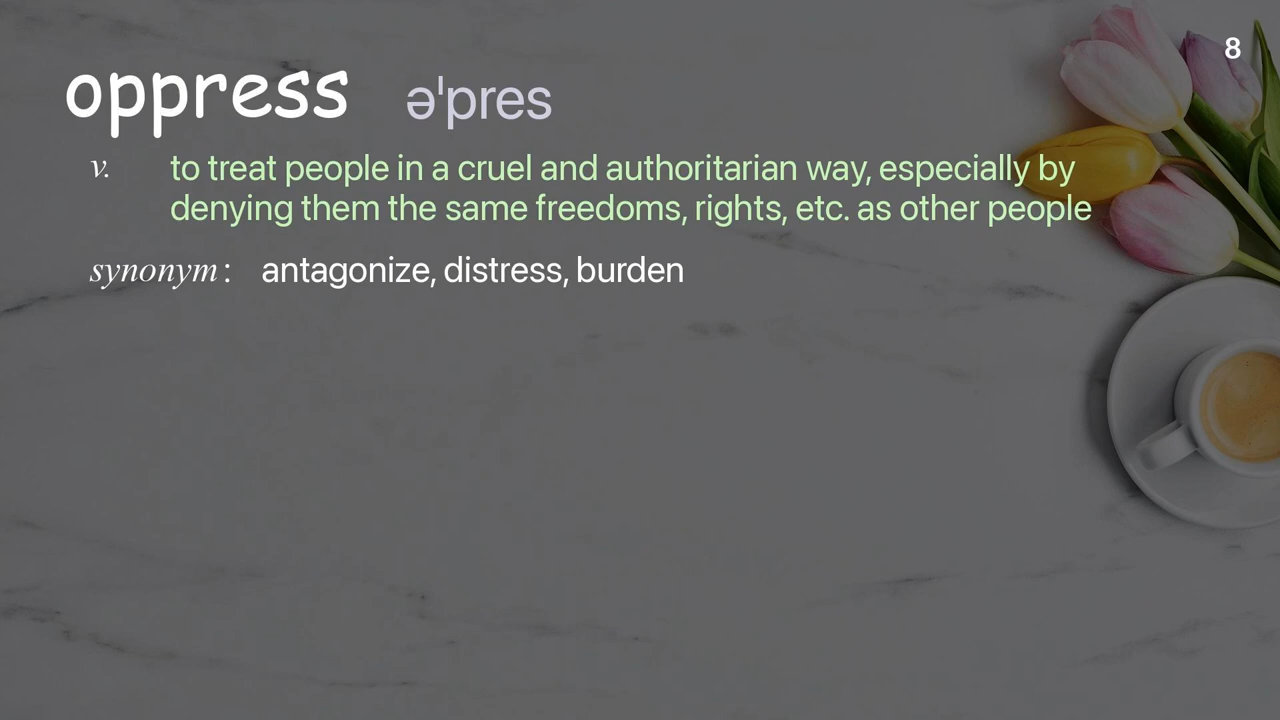 8
oppress əˈpres
v. to treat people in a cruel and authoritarian way, especially by
denying them the same freedoms, rights, etc. as other people
synonym : antagonize, distress, burden